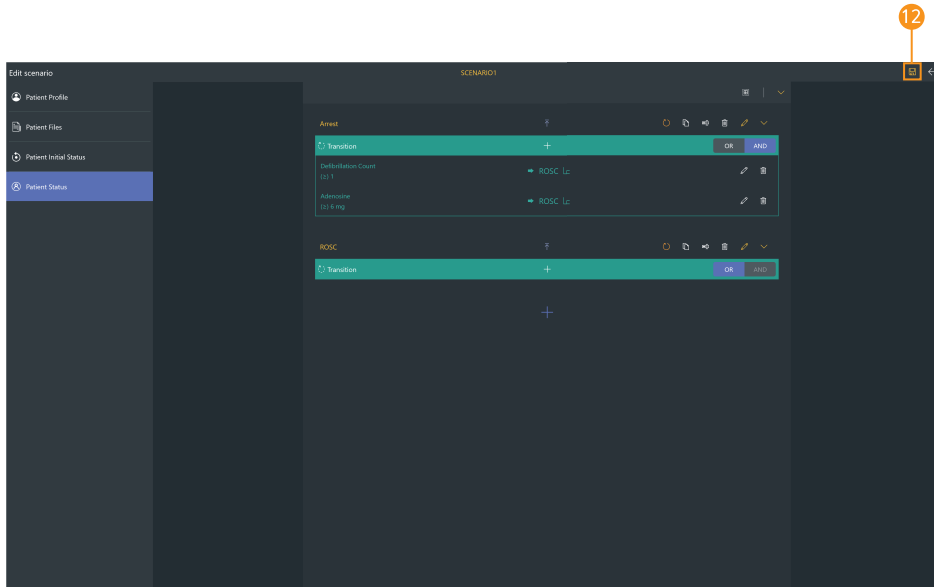 12
Edit scenario
SCENARIO1
Patient Profile
Patient Files
Patient Initial Status
Patient Status
Arrest
Transition
OR AND
Defibrillation Count
(≥) 1
ROSC
Adenosine
(≥) 6 mg
ROSC
ROSC
Transition
OR AND